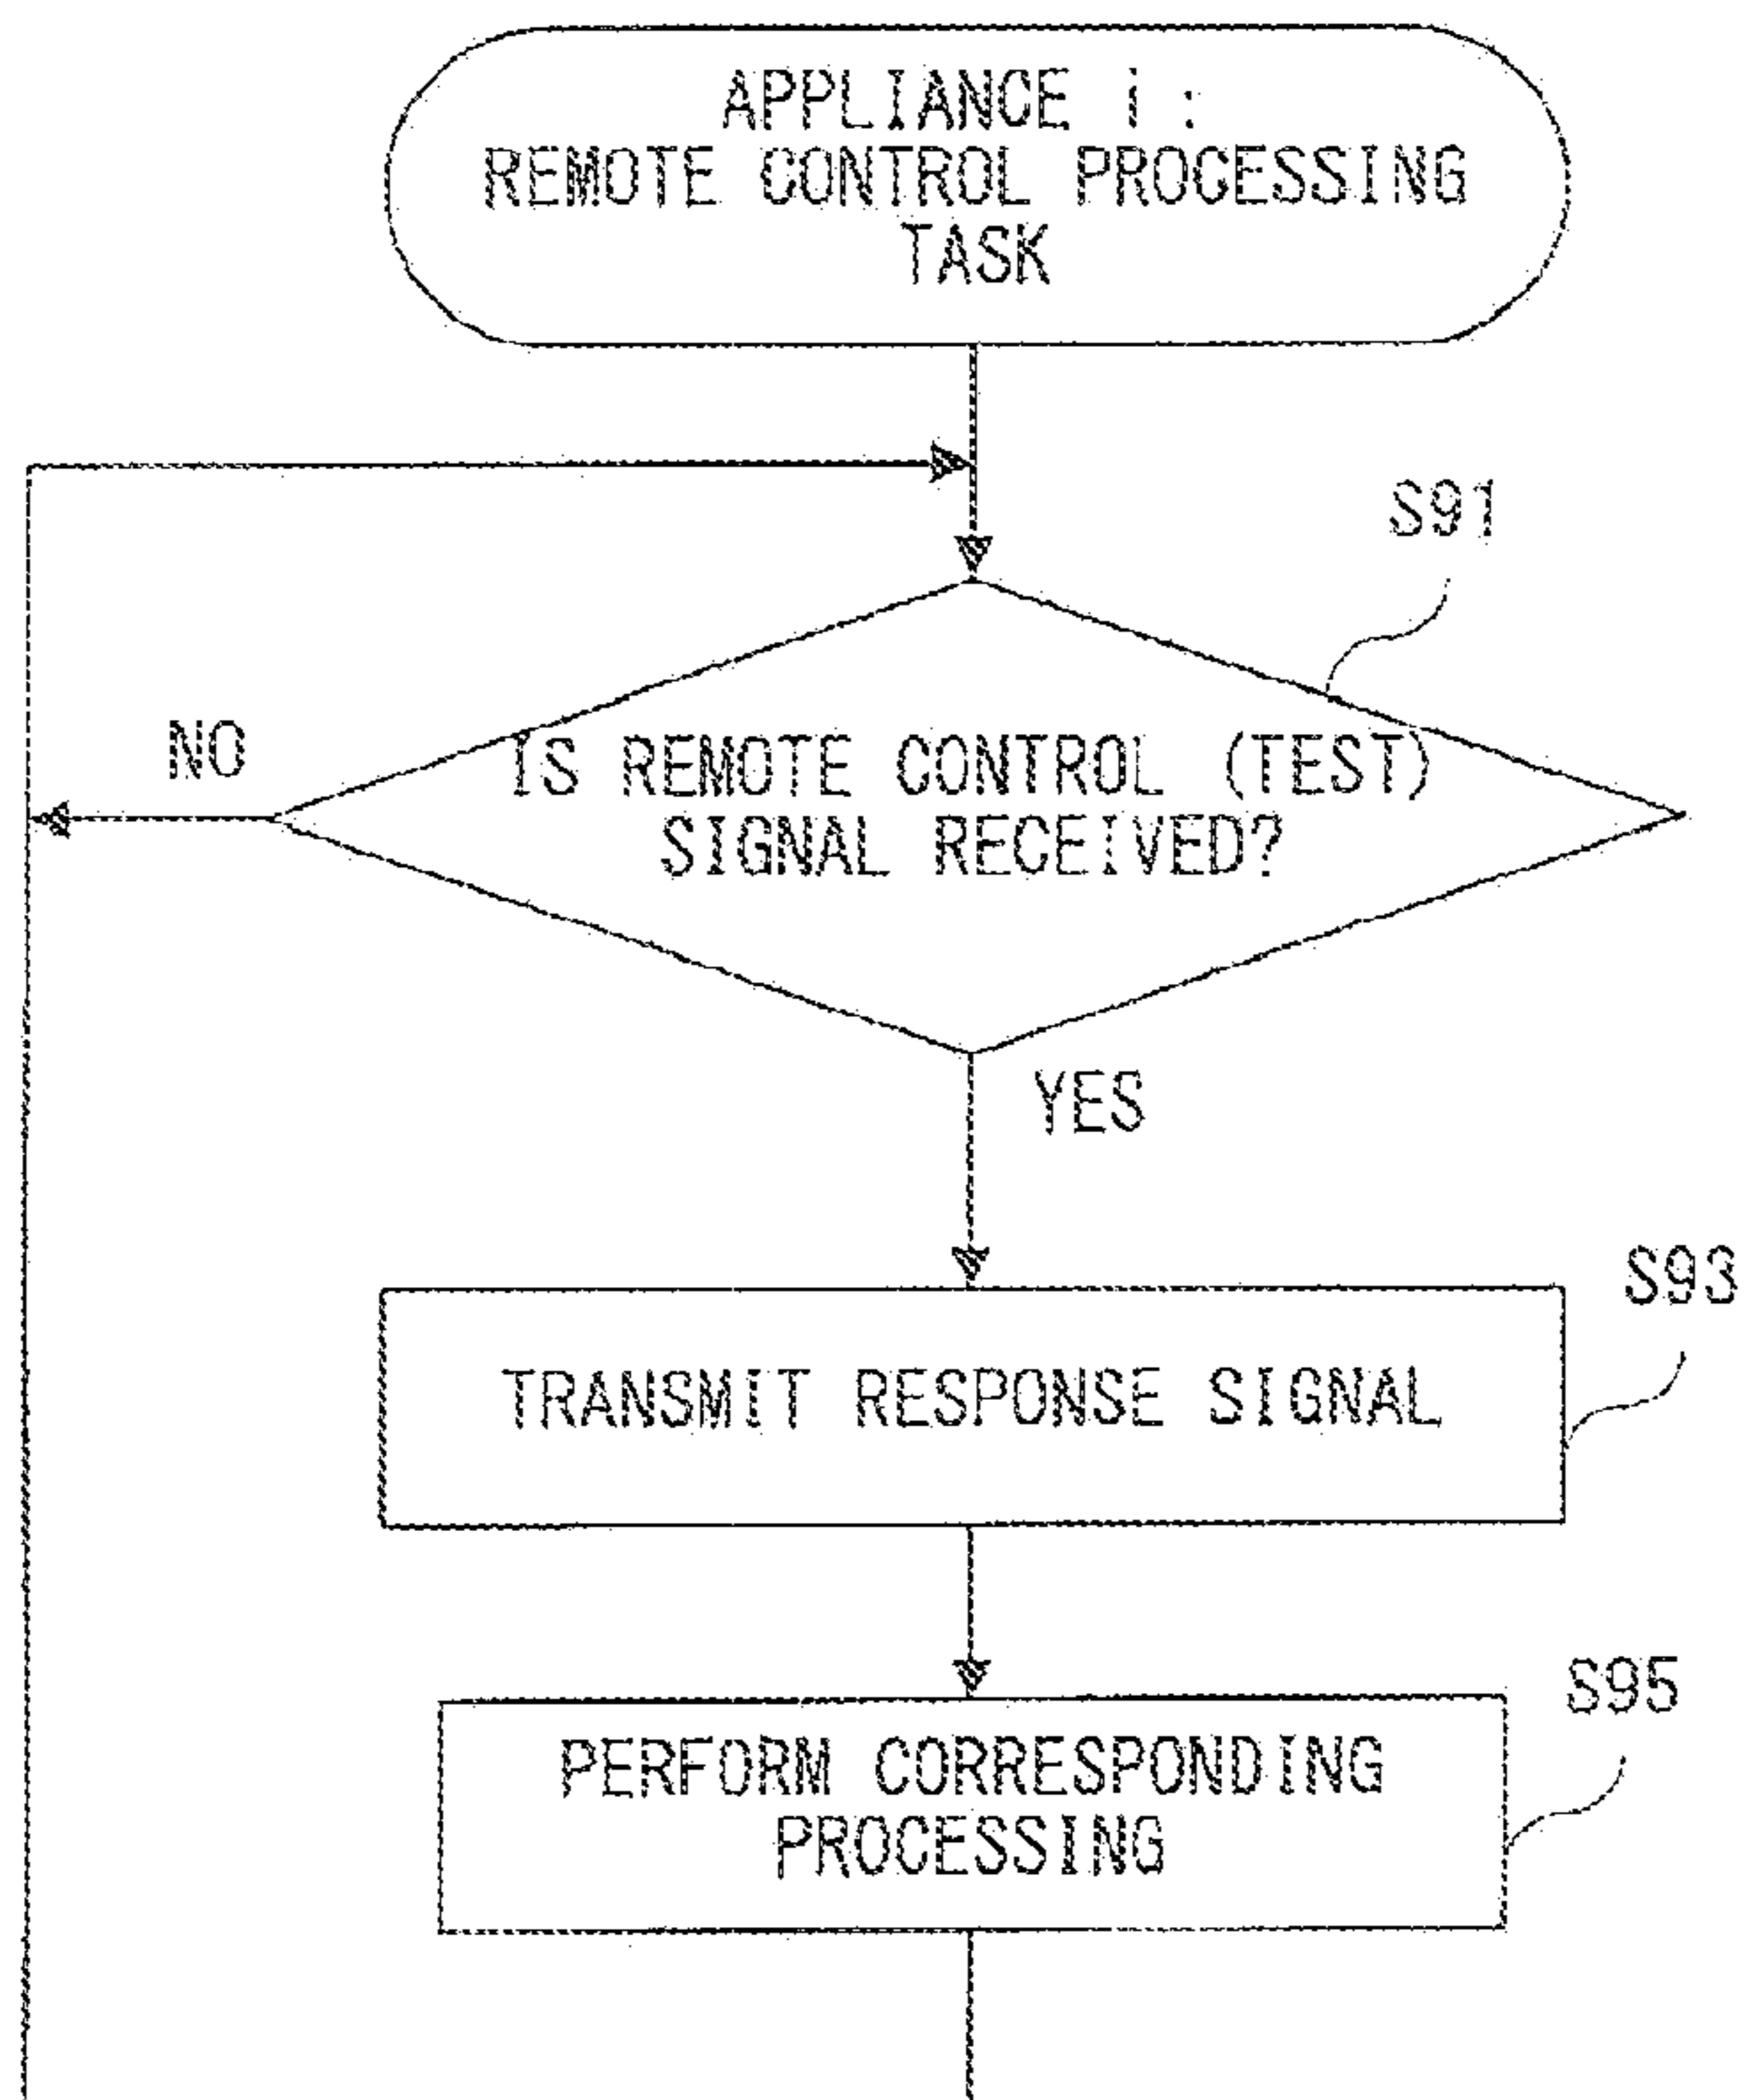 APPLIANCE i :
REMOTE CONTROL PROCESSING
TASK
S91
NO
IS REMOTE CONTROL (TEST)
SIGNAL RECEIVED?
YES
S93
TRANSMIT RESPONSE SIGNAL
S95
PERFORM CORRESPONDING
PROCESSING